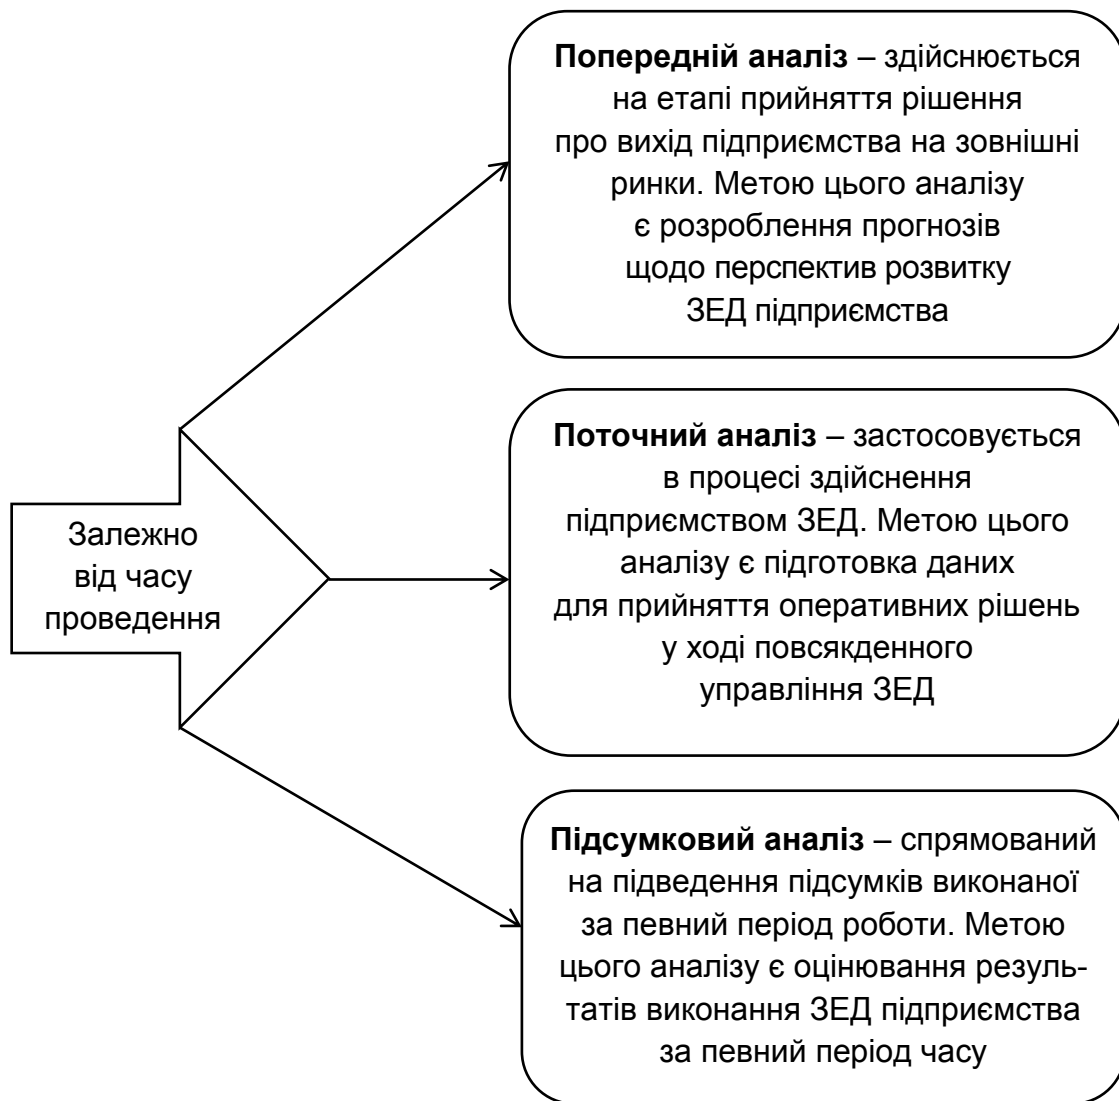 Залежно
від часу
проведення
Попередній аналіз – здійснюється
на етапі прийняття рішення
про вихід підприємства на зовнішні
ринки. Метою цього аналізу
є розроблення прогнозів
щодо перспектив розвитку
ЗЕД підприємства
Поточний аналіз – застосовується
в процесі здійснення
підприємством ЗЕД. Метою цього
аналізу є підготовка даних
для прийняття оперативних рішень
у ході повсякденного
управління ЗЕД
Підсумковий аналіз – спрямований
на підведення підсумків виконаної
за певний період роботи. Метою
цього аналізу є оцінювання резуль-
татів виконання ЗЕД підприємства
за певний період часу